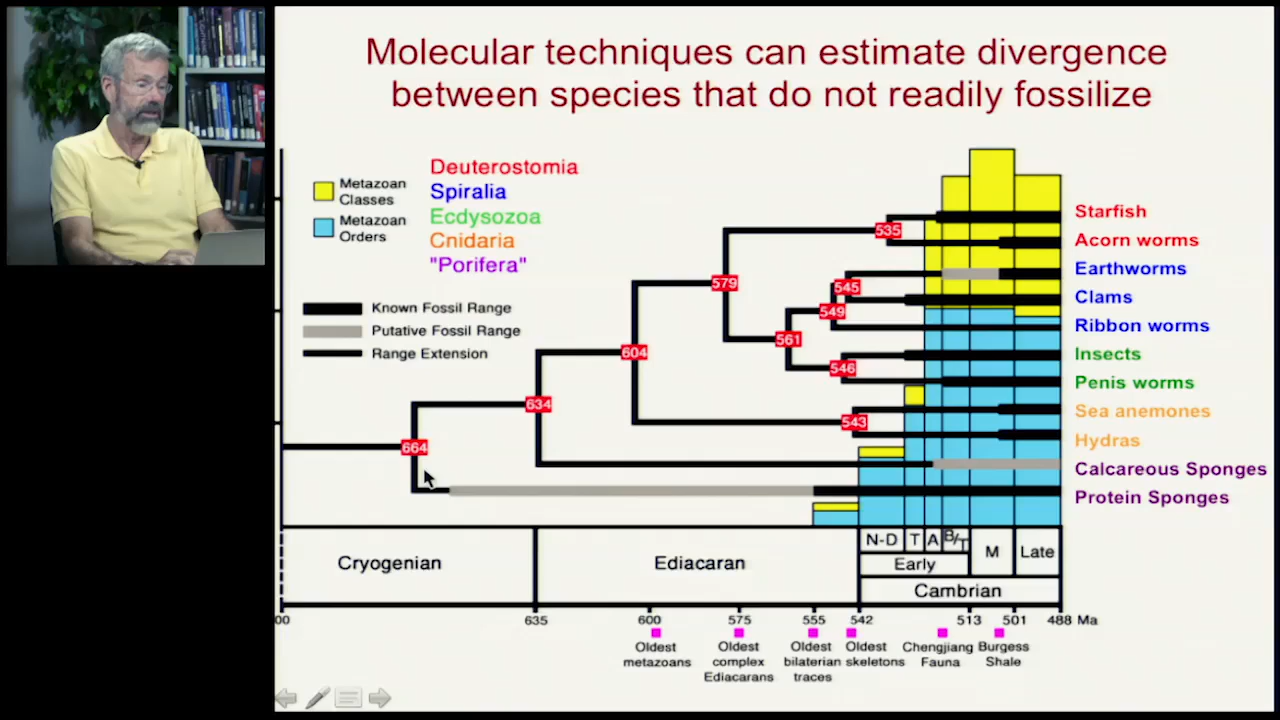 Molecular techniques can estimate divergence
between species that do not readily fossilize
Metazoan
Classes
Metazoan
Orders
Deuterostomia
Spiralia
Ecdysozoa
Cnidaria
"Porifera"
Known Fossil Range
Putative Fossil Range
Range Extension
535
579
545
549
561
604
546
634
543
664
Starfish
Acorn worms
Earthworms
Clams
Ribbon worms
Insects
Penis worms
Sea anemones
Hydras
Calcareous Sponges
Protein Sponges
Cryogenian
Ediacaran
N-D
T
A
B/T
M
Late
Early
Cambrian
00
635
600
575
555
542
513
501
488 Ma
Oldest
metazoans
Oldest
complex
Ediacarans
Oldest
bilaterian
traces
Oldest
skeletons
Chengjiang
Fauna
Burgess
Shale